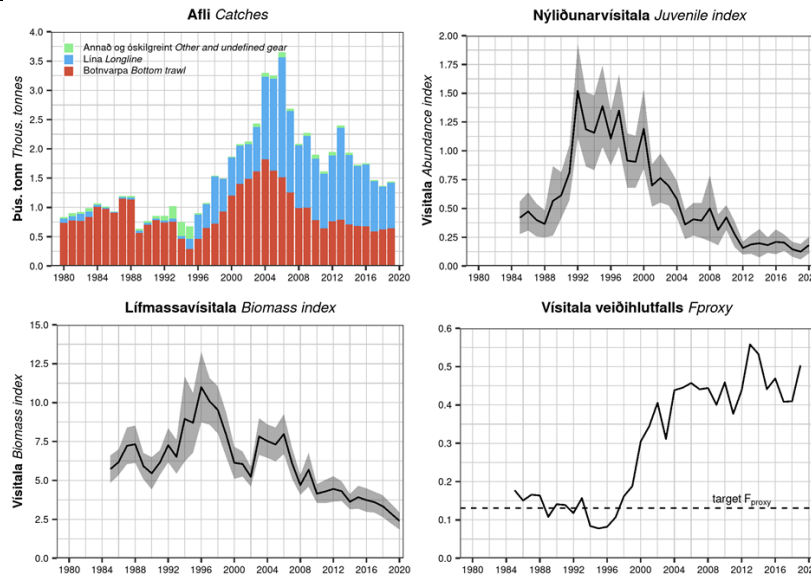 Afli Catches
Annað og óskilgreint Other and undefined gear
Lína Longline
Botnvarpa Bottom trawl
Þús. tonn Thous. tonnes
4.0
3.5
3.0
2.5
2.0
1.5
1.0
0.5
0.0
1980 1984 1988 1992 1996 2000 2004 2008 2012 2016 2020
Nýliðunarvísitala Juvenile index
Vísitala Abundance index
2.00
1.75
1.50
1.25
1.00
0.75
0.50
0.25
0.00
1980 1984 1988 1992 1996 2000 2004 2008 2012 2016 202
Lífmassavísitala Biomass index
Vísitala Biomass index
15.0
12.5
10.0
7.5
5.0
2.5
0.0
1980 1984 1988 1992 1996 2000 2004 2008 2012 2016 2020
Vísitala veiðihlutfalls Fproxy
0.6
0.5
0.4
0.3
0.2
0.1
0.0
target Fproxy
1980 1984 1988 1992 1996 2000 2004 2008 2012 2016 202